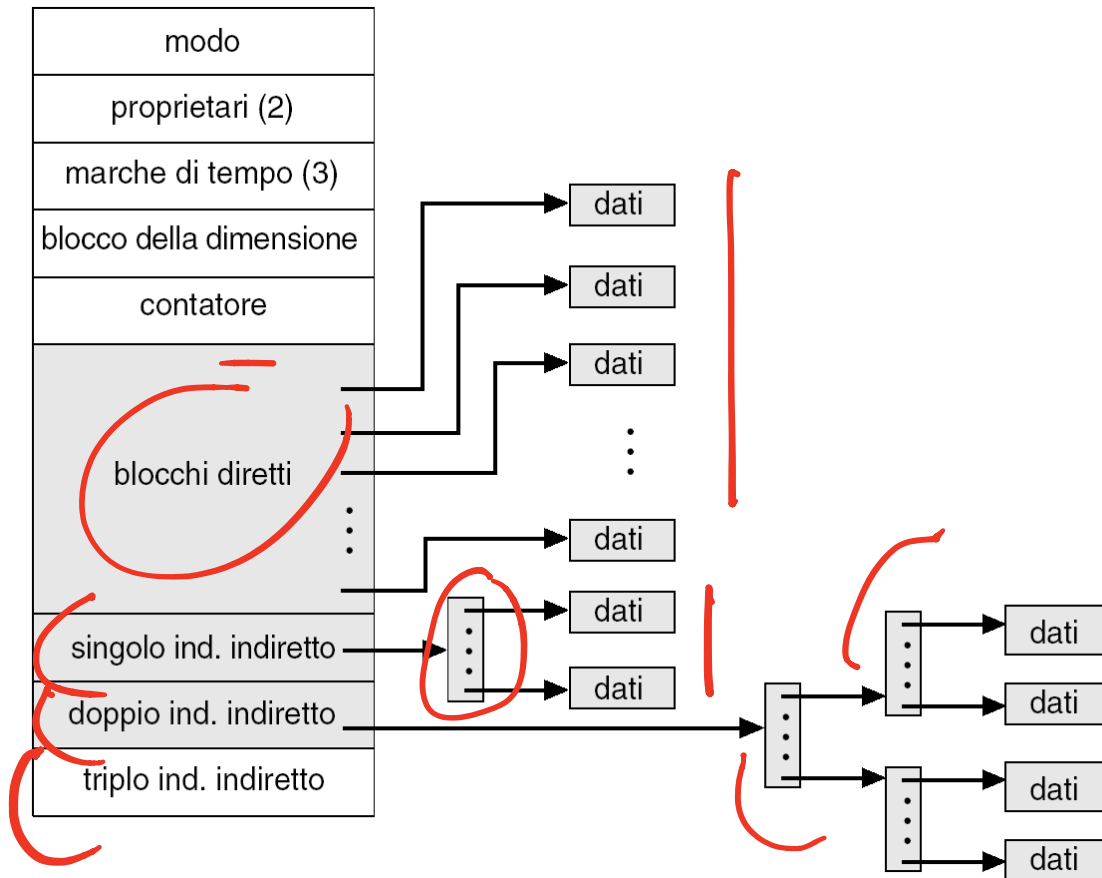 modo
proprietari (2)
marche di tempo (3)
blocco della dimensione
contatore
blocchi diretti
singolo ind. indiretto
doppio ind. indiretto
triplo ind. indiretto
dati
dati
dati
dati
dati
dati
dati
dati
dati
dati